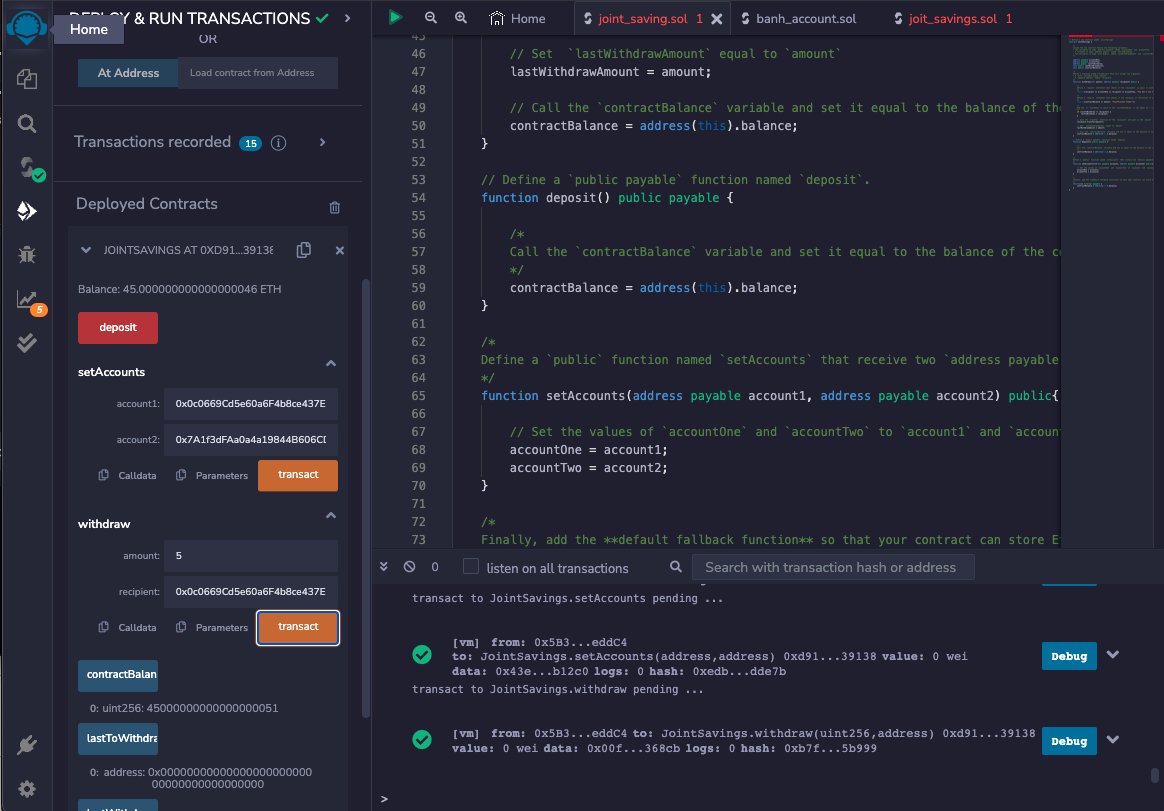 DEPLOY & RUN TRANSACTIONS
Home
OR
At Address
Load contract from Address
Transactions recorded 15 i
Deployed Contracts
JOINTSAVINGS AT 0XD91...39138
Balance: 45.000000000000000046 ETH
deposit
setAccounts
account1: 0x0c0669Cd5e60a6F4b8ce437E
account2: 0x7A1f3dFAa0a4a19844B606CD
Calldata Parameters transact
withdraw
amount: 5
recipient: 0x0c0669Cd5e60a6F4b8ce437E
Calldata Parameters transact
contractBalan
0: uint256: 45000000000000000051
lastToWithdra
0: address: 0x00000000000000000000000
00000000000000000
5
Home
joint_saving.sol 1
banh_account.sol
joit_savings.sol 1
45
46 // Set `lastWithdrawAmount` equal to `amount`
47 lastWithdrawAmount = amount;
48
49 // Call the `contractBalance` variable and set it equal to the balance of the
50 contractBalance = address(this).balance;
51 }
52
53 // Define a `public payable` function named `deposit`.
54 function deposit() public payable {
55
56 /*
57 Call the `contractBalance` variable and set it equal to the balance of the co
58 */
59 contractBalance = address(this).balance;
60 }
61
62 /*
63 Define a `public` function named `setAccounts` that receive two `address payable
64 */
65 function setAccounts(address payable account1, address payable account2) public{
66
67 // Set the values of `accountOne` and `accountTwo` to `account1` and `accoun
68 accountOne = account1;
69 accountTwo = account2;
70 }
71
72 /*
73 Finally, add the **default fallback function** so that your contract can store E
0
listen on all transactions
Search with transaction hash or address
transact to JointSavings.setAccounts pending ...
[vm] from: 0x5B3...eddC4
to: JointSavings.setAccounts(address,address) 0xd91...39138 value: 0 wei
data: 0x43e...b12c0 logs: 0 hash: 0xedb...dde7b
Debug
transact to JointSavings.withdraw pending ...
[vm] from: 0x5B3...eddC4 to: JointSavings.withdraw(uint256,address) 0xd91...39138
value: 0 wei data: 0x00f...368cb logs: 0 hash: 0xb7f...5b999
Debug
>